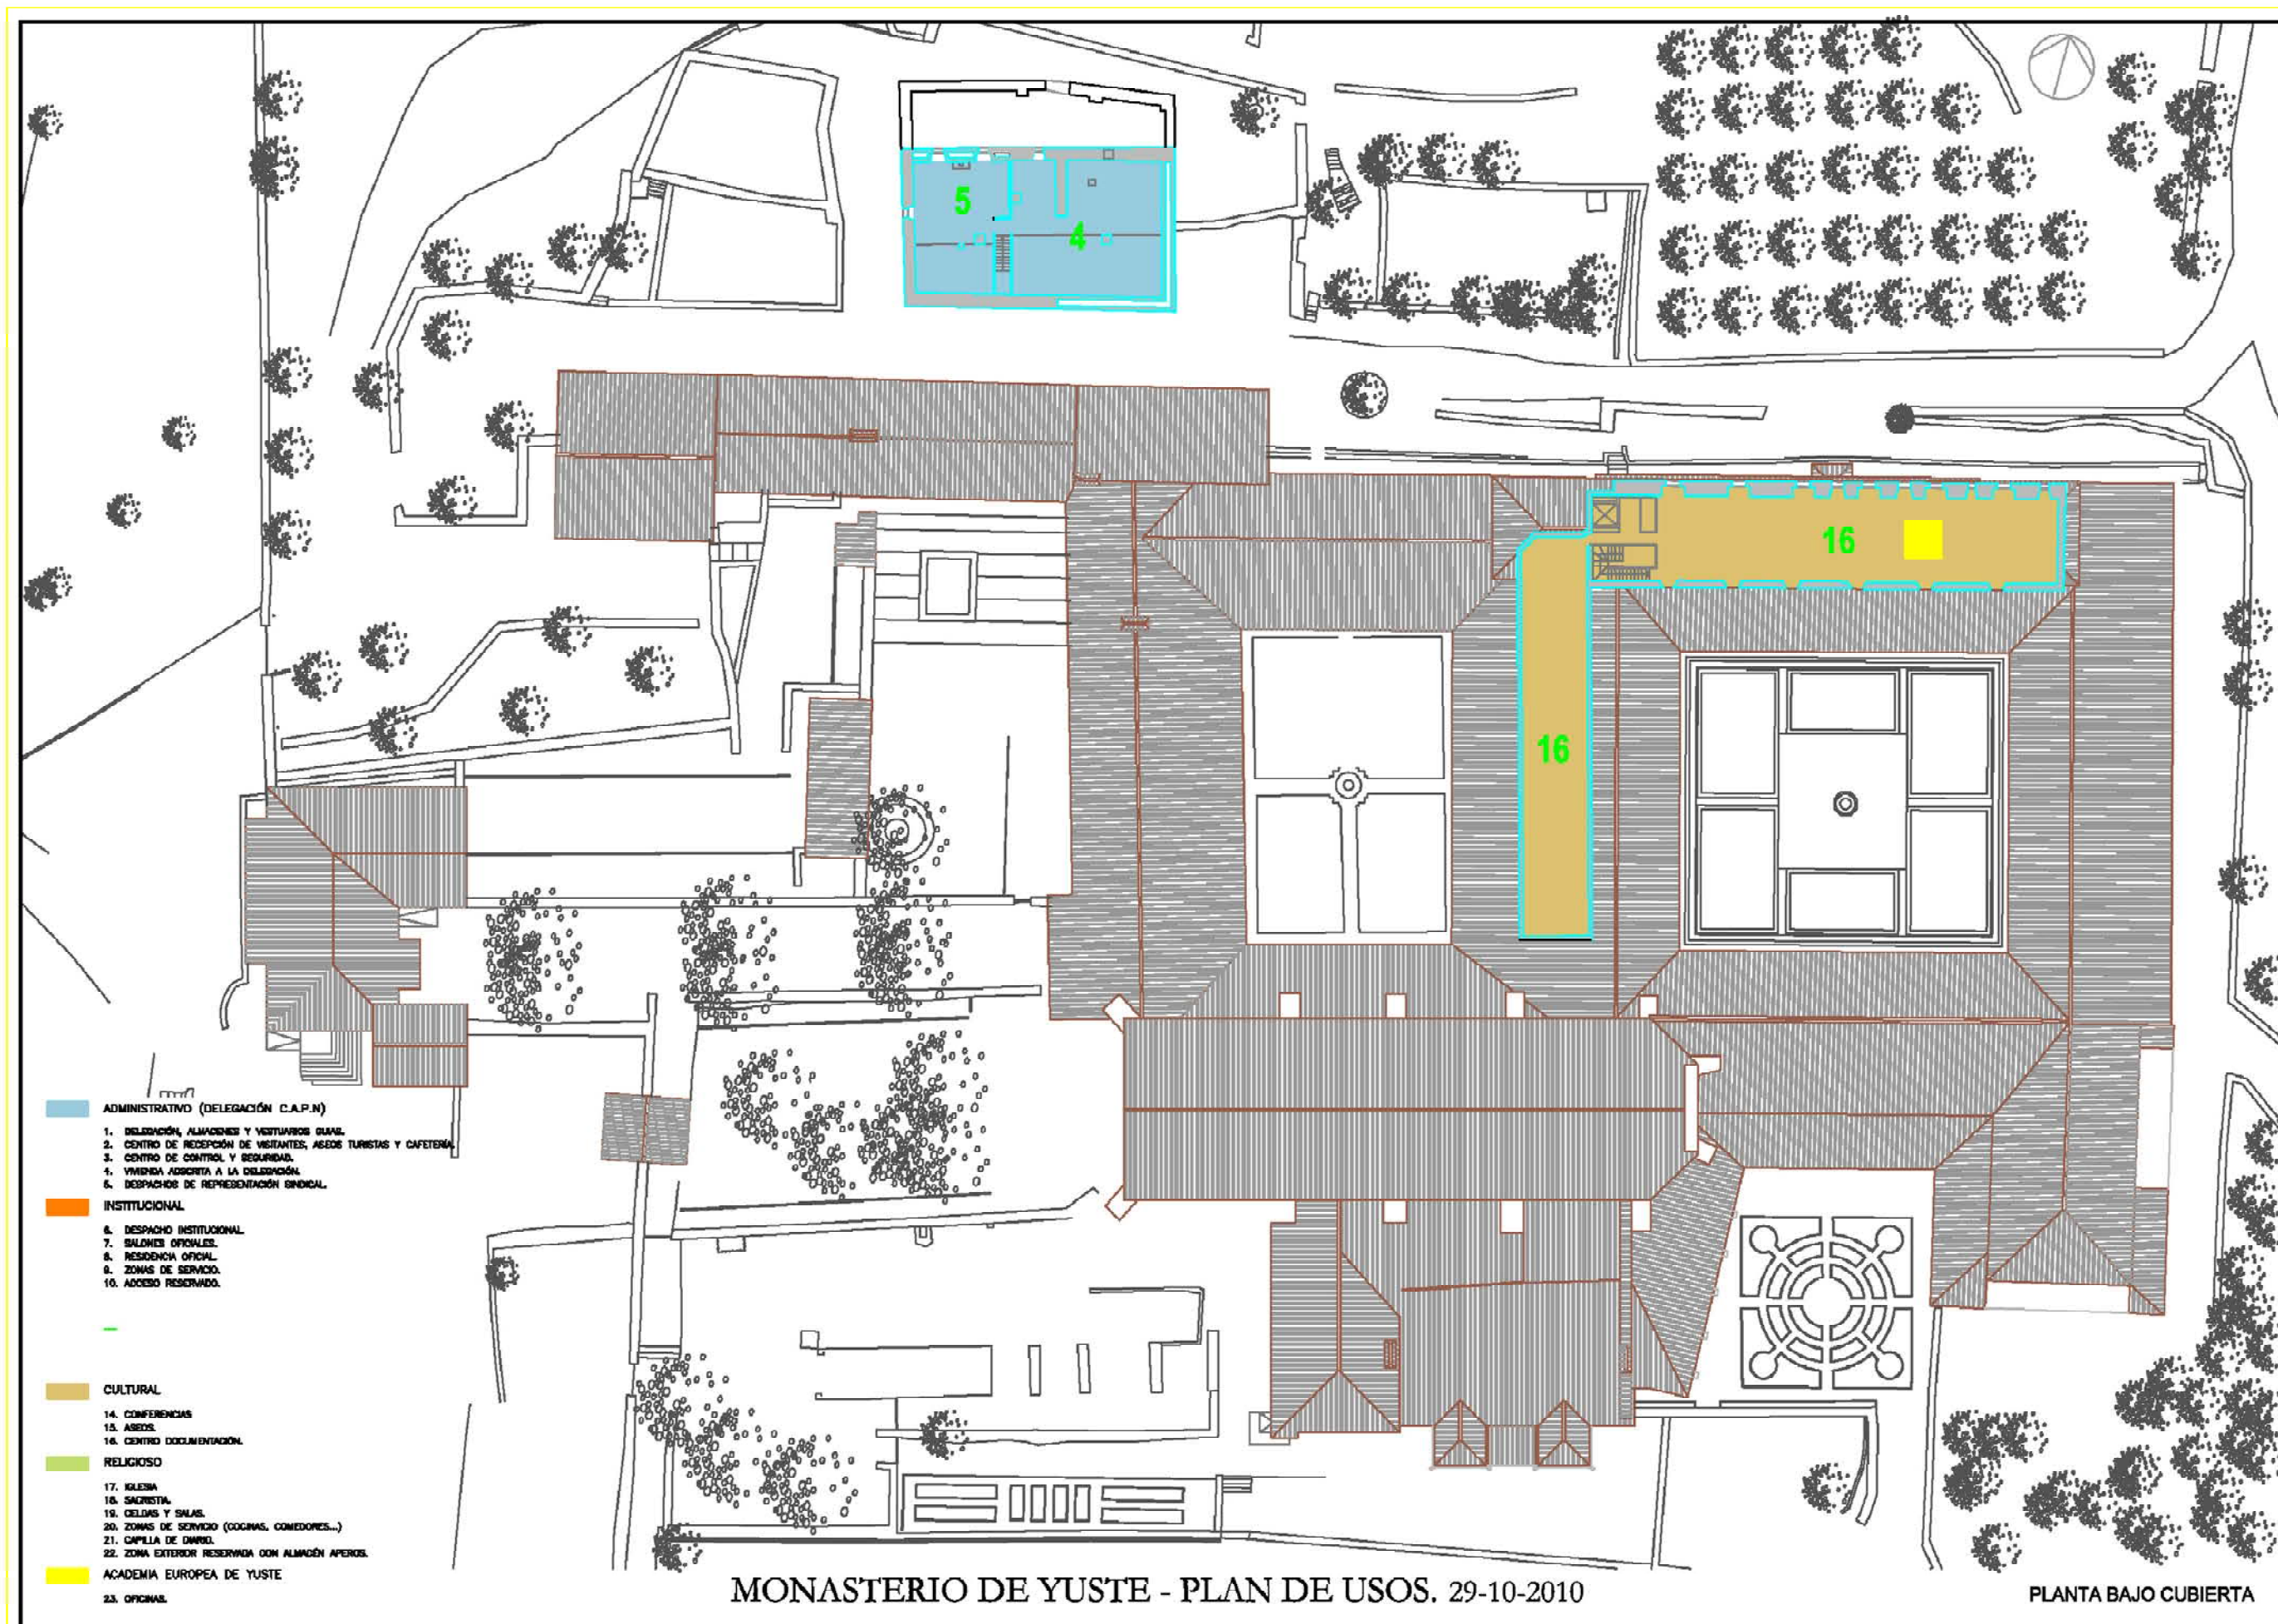 5
4
16
16
ADMINISTRATIVO (DELEGACIÓN C.A.P.N)
1. DELEGACIÓN, ALMACENES Y VESTUARIOS GUIAS.
2. CENTRO DE RECEPCIÓN DE VISITANTES, ASEOS TURISTAS Y CAFETERÍA.
3. CENTRO DE CONTROL Y SEGURIDAD.
4. VIVIENDA ADSCRITA A LA DELEGACIÓN.
5. DESPACHOS DE REPRESENTACIÓN SINDICAL.
INSTITUCIONAL
6. DESPACHO INSTITUCIONAL.
7. SALONES OFICIALES.
8. RESIDENCIA OFICIAL.
9. ZONAS DE SERVICIO.
10. ACCESO RESERVADO.
CULTURAL
14. CONFERENCIAS
15. ASEOS.
16. CENTRO DOCUMENTACIÓN.
RELIGIOSO
17. IGLESIA
18. SACRISTÍA.
19. CELDAS Y SALAS.
20. ZONAS DE SERVICIO (COCINAS, COMEDORES...)
21. CAPILLA DE DIARIO.
22. ZONA EXTERIOR RESERVADA CON ALMACÉN APEROS.
ACADEMIA EUROPEA DE YUSTE
23. OFICINAS.
MONASTERIO DE YUSTE - PLAN DE USOS. 29-10-2010
PLANTA BAJO CUBIERTA